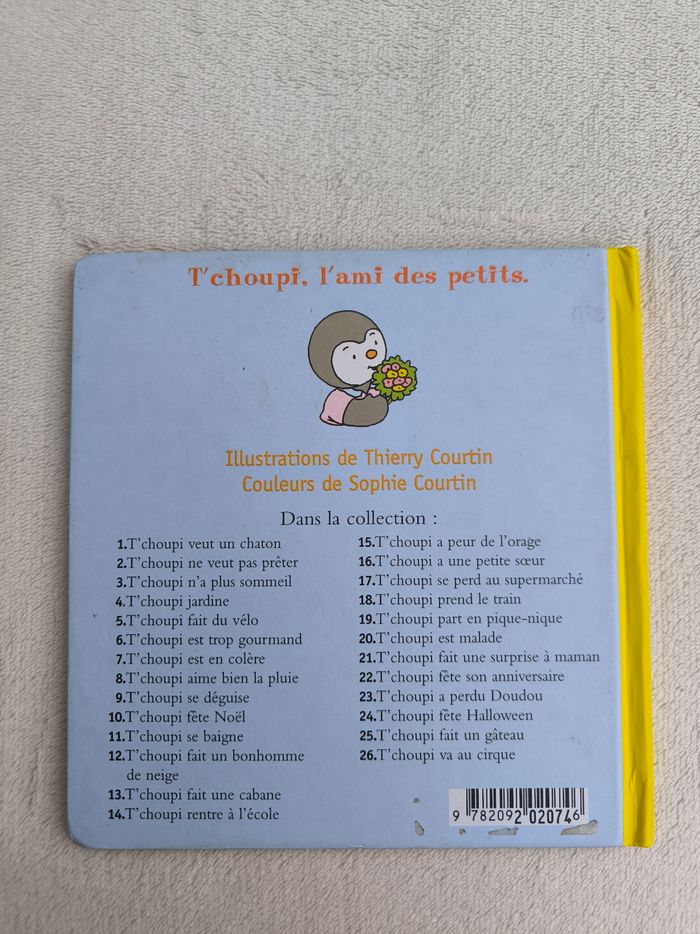 T'choupi, l'ami des petits.
Illustrations de Thierry Courtin
Couleurs de Sophie Courtin
Dans la collection :
1.T'choupi veut un chaton
2.T'choupi ne veut pas prêter
3.T'choupi n'a plus sommeil
4.T'choupi jardine
5.T'choupi fait du vélo
6.T'choupi est trop gourmand
7.T'choupi est en colère
8.T'choupi aime bien la pluie
9.T'choupi se déguise
10.T'choupi fête Noël
11.T'choupi se baigne
12.T'choupi fait un bonhomme
de neige
13.T'choupi fait une cabane
14.T'choupi rentre à l'école
15.T'choupi a peur de l'orage
16.T'choupi a une petite sœur
17.T'choupi se perd au supermarché
18.T'choupi prend le train
19.T'choupi part en pique-nique
20.T'choupi est malade
21.T'choupi fait une surprise à maman
22.T'choupi fête son anniversaire
23.T'choupi a perdu Doudou
24.T'choupi fête Halloween
25.T'choupi fait un gâteau
26.T'choupi va au cirque
9 782092 020746